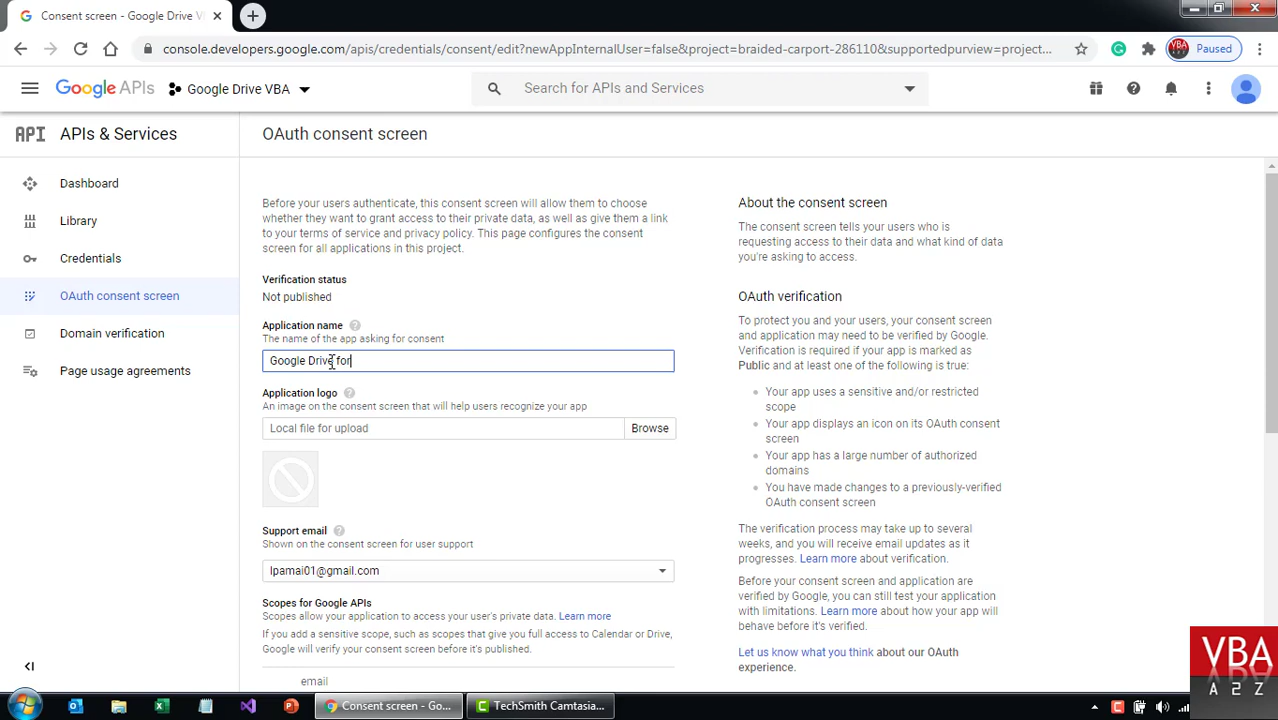 Consent screen - Google Drive V
console.developers.google.com/apis/credentials/consent/edit?newAppInternalUser=false&project=braided-carport-286110&supportedpurview=project...
Paused
Google APIs
Google Drive VBA
Search for APIs and Services
API APIs & Services
OAuth consent screen
Dashboard
Library
Credentials
OAuth consent screen
Domain verification
Page usage agreements
Before your users authenticate, this consent screen will allow them to choose
whether they want to grant access to their private data, as well as give them a link
to your terms of service and privacy policy. This page configures the consent
screen for all applications in this project.
Verification status
Not published
Application name
The name of the app asking for consent
Google Drive for
Application logo
An image on the consent screen that will help users recognize your app
Local file for upload
Browse
Support email
Shown on the consent screen for user support
lpamai01@gmail.com
Scopes for Google APIs
Scopes allow your application to access your user's private data. Learn more
If you add a sensitive scope, such as scopes that give you full access to Calendar or Drive,
Google will verify your consent screen before it's published.
email
About the consent screen
The consent screen tells your users who is
requesting access to their data and what kind of data
you're asking to access.
OAuth verification
To protect you and your users, your consent screen
and application may need to be verified by Google.
Verification is required if your app is marked as
Public and at least one of the following is true:
Your app uses a sensitive and/or restricted
scope
Your app displays an icon on its OAuth consent
screen
Your app has a large number of authorized
domains
You have made changes to a previously-verified
OAuth consent screen
The verification process may take up to several
weeks, and you will receive email updates as it
progresses. Learn more about verification.
Before your consent screen and application are
verified by Google, you can still test your application
with limitations. Learn more about how your app will
behave before it's verified.
Let us know what you think about our OAuth
experience.
VBA
A2Z
Consent screen - Go...
TechSmith Camtasia...